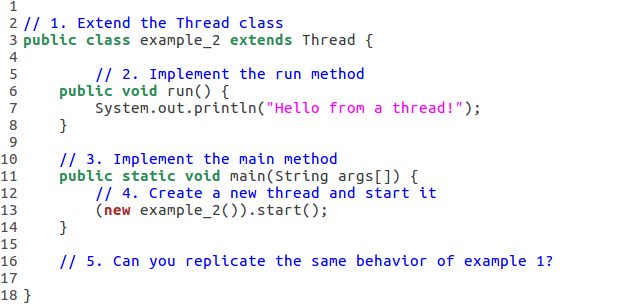 1
2 // 1. Extend the Thread class
3 public class example_2 extends Thread {
4
5         // 2. Implement the run method
6     public void run() {
7         System.out.println("Hello from a thread!");
8     }
9
10     // 3. Implement the main method
11     public static void main(String args[]) {
12         // 4. Create a new thread and start it
13         (new example_2()).start();
14     }
15
16     // 5. Can you replicate the same behavior of example 1?
17
18 }